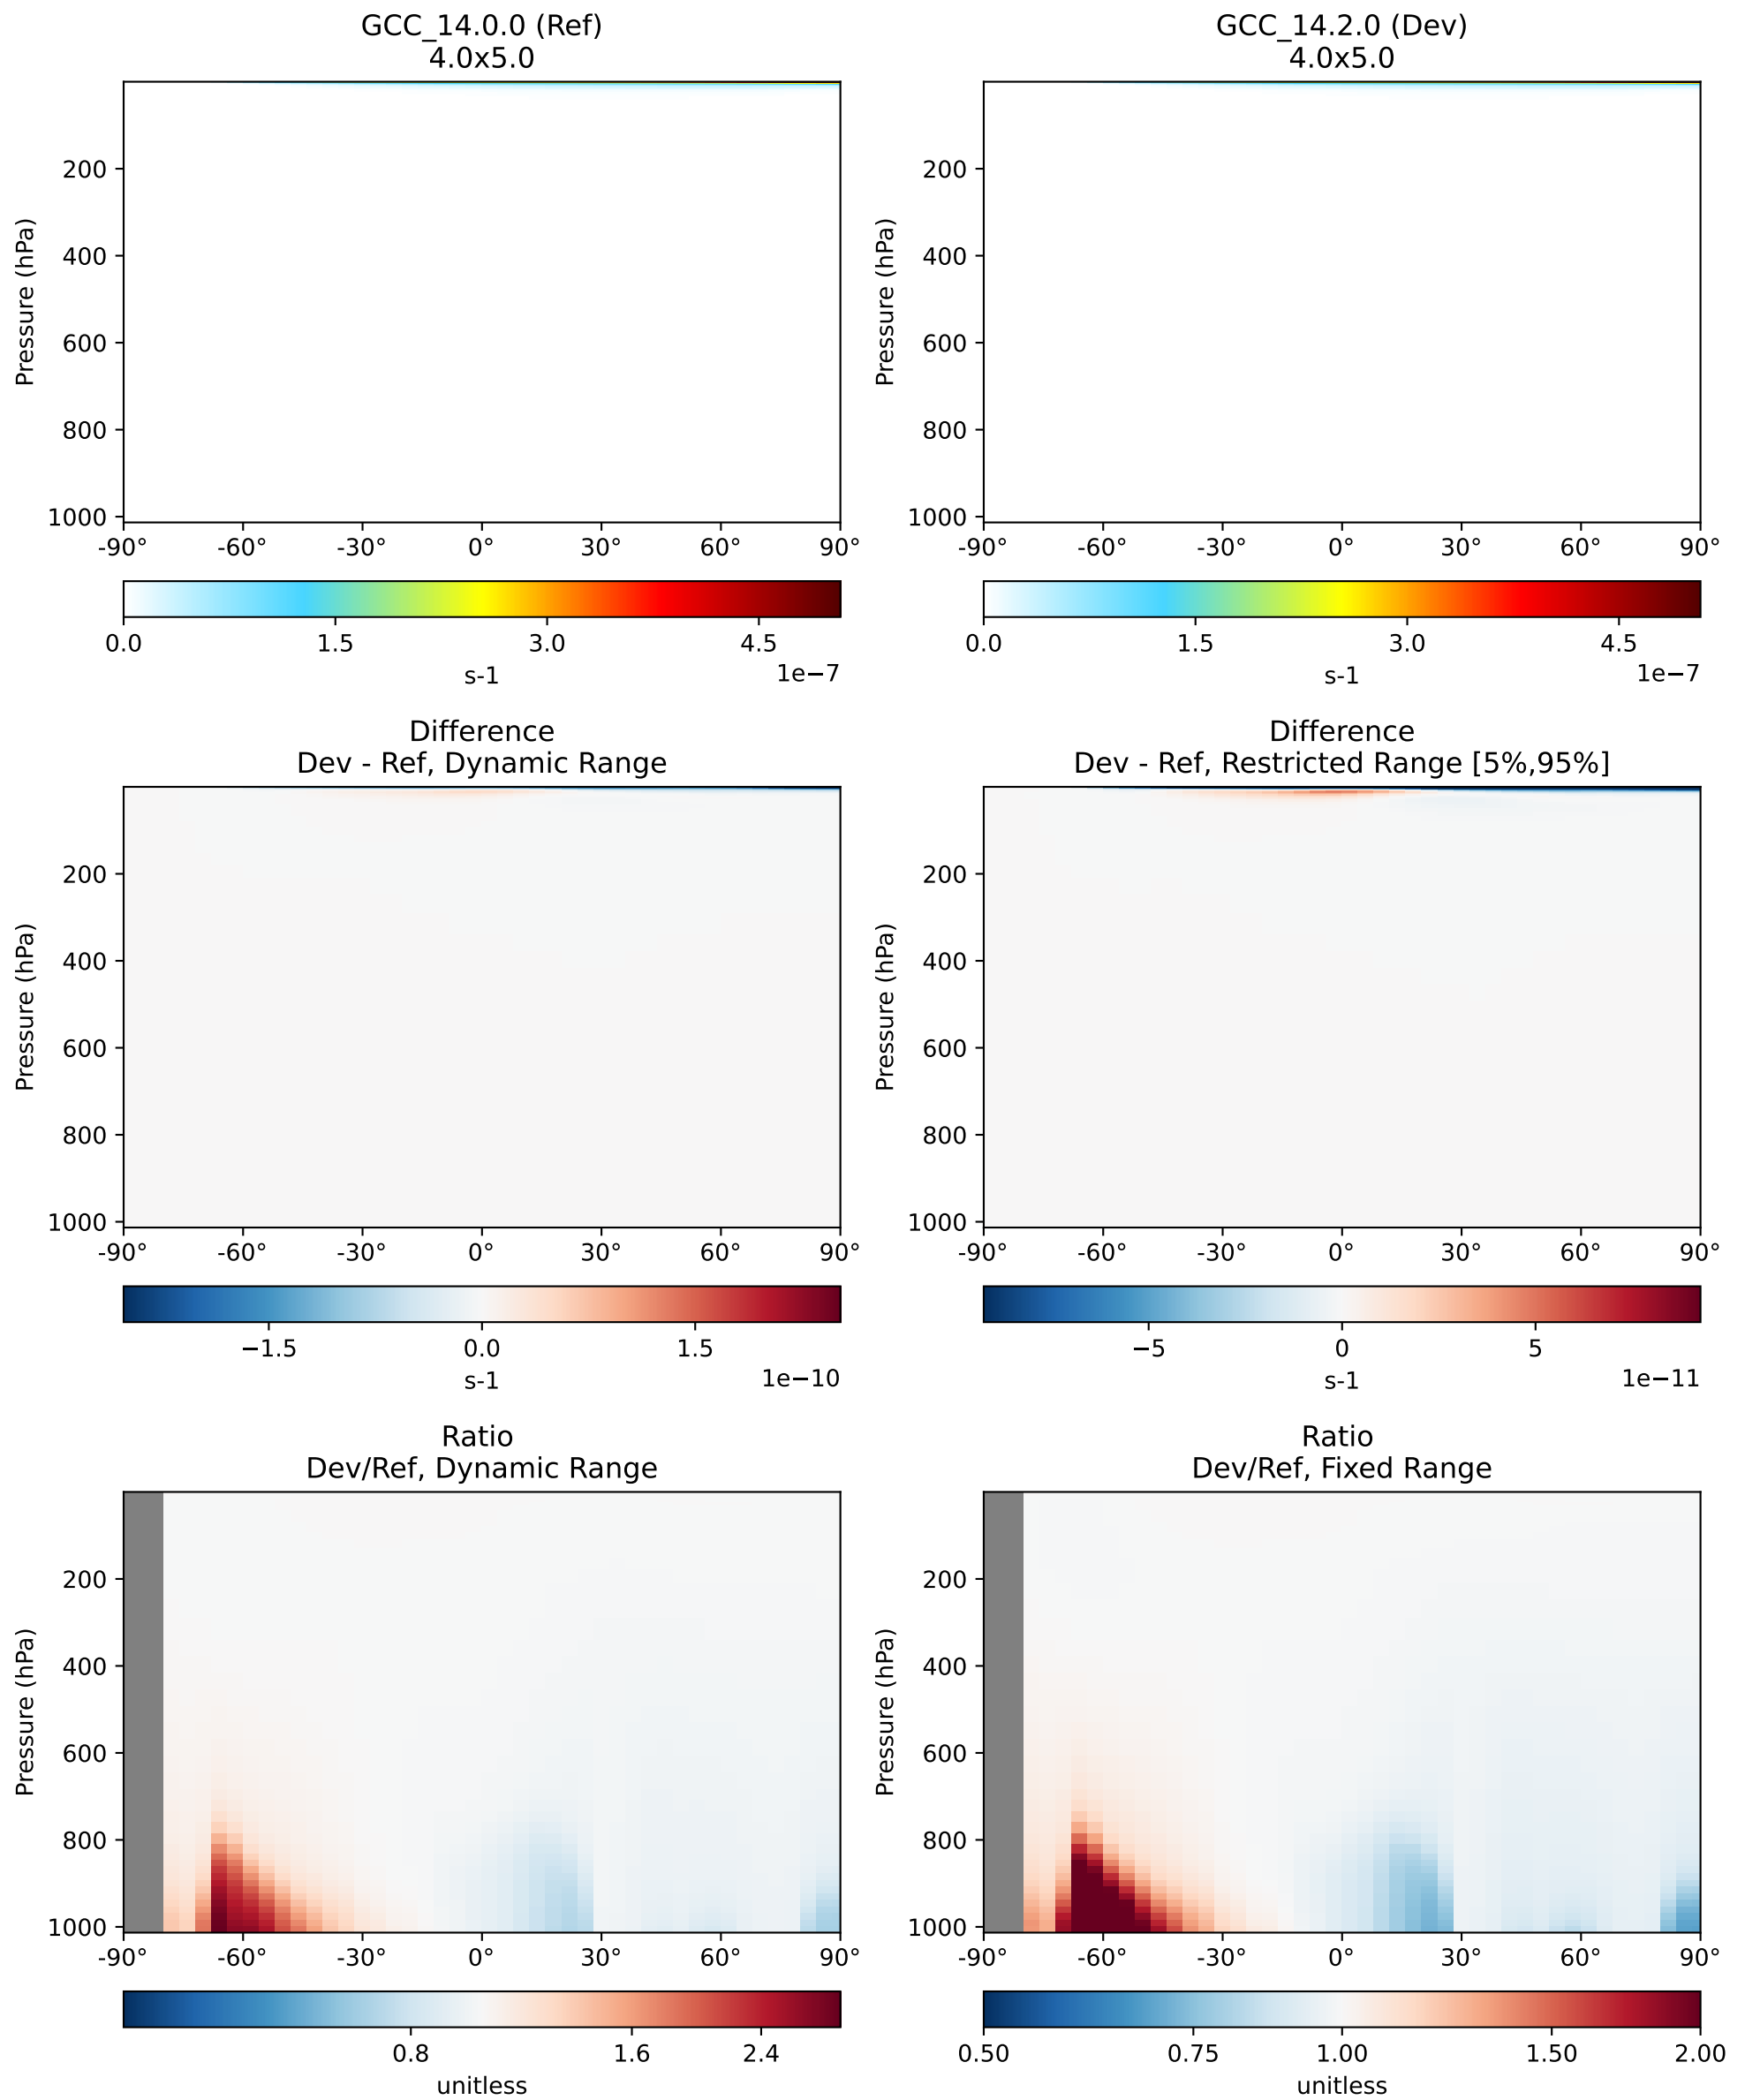 GCC_14.0.0 (Ref)
4.0x5.0
Pressure (hPa)
200
400
600
800
1000
-90° -60° -30° 0° 30° 60° 90°
0.0 1.5 3.0 4.5
1e−7
s-1
GCC_14.2.0 (Dev)
4.0x5.0
Pressure (hPa)
200
400
600
800
1000
-90° -60° -30° 0° 30° 60° 90°
0.0 1.5 3.0 4.5
1e−7
s-1
Difference
Dev - Ref, Dynamic Range
Pressure (hPa)
200
400
600
800
1000
-90° -60° -30° 0° 30° 60° 90°
−1.5 0.0 1.5
1e−10
s-1
Difference
Dev - Ref, Restricted Range [5%,95%]
Pressure (hPa)
200
400
600
800
1000
-90° -60° -30° 0° 30° 60° 90°
−5 0 5
1e−11
s-1
Ratio
Dev/Ref, Dynamic Range
Pressure (hPa)
200
400
600
800
1000
-90° -60° -30° 0° 30° 60° 90°
0.8 1.6 2.4
unitless
Ratio
Dev/Ref, Fixed Range
Pressure (hPa)
200
400
600
800
1000
-90° -60° -30° 0° 30° 60° 90°
0.50 0.75 1.00 1.50 2.00
unitless